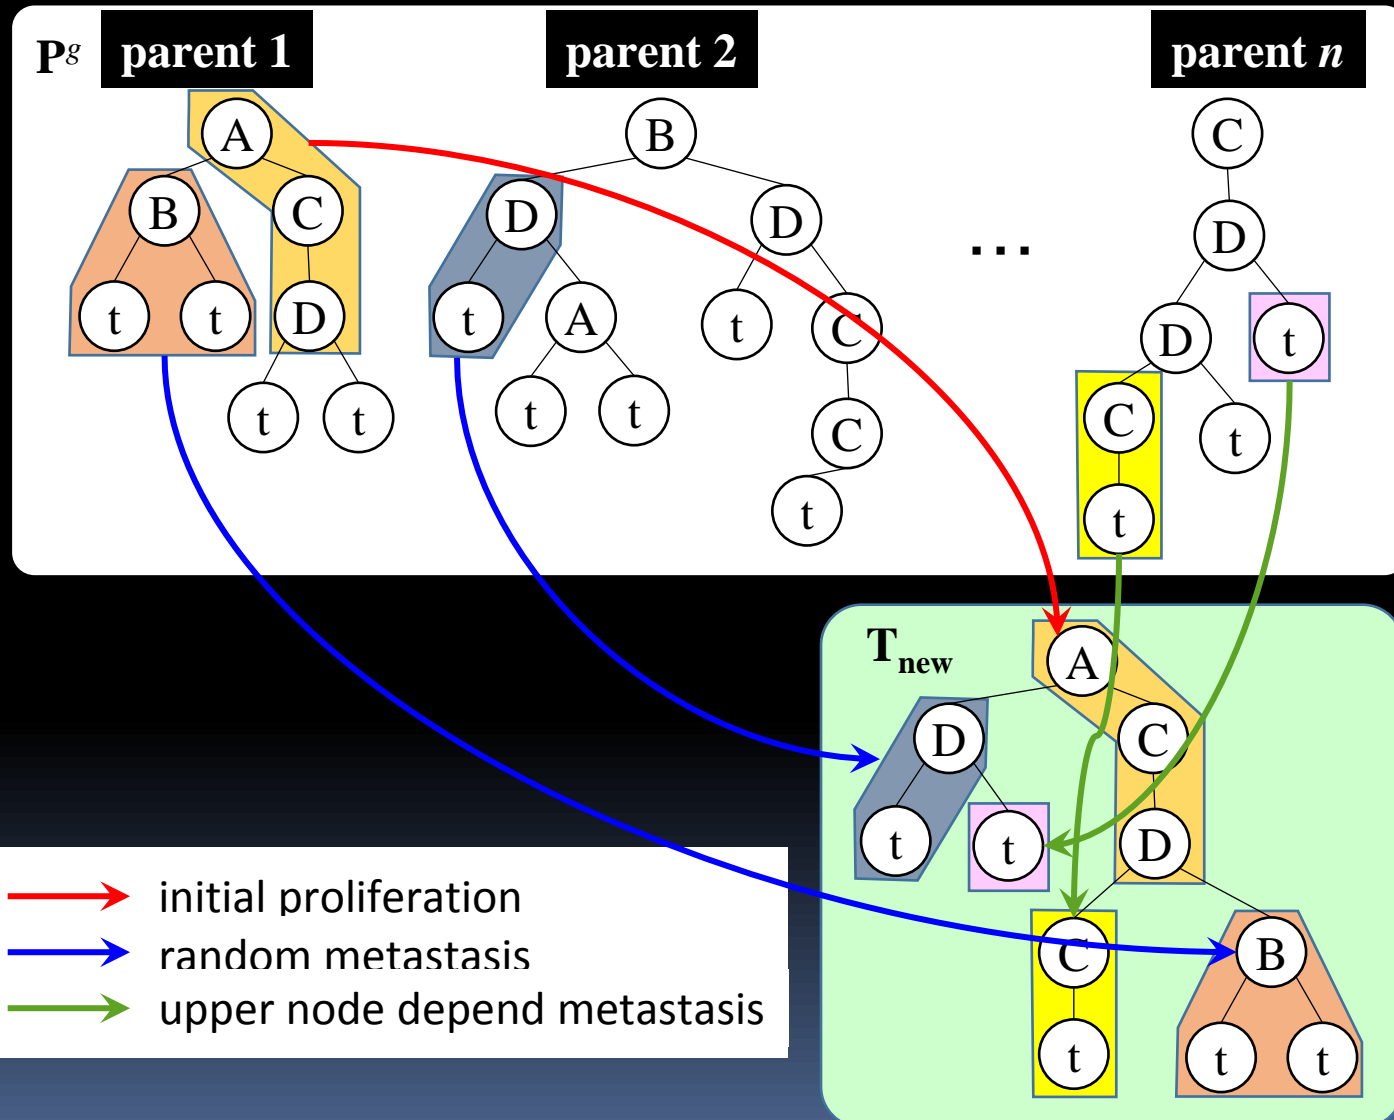 P^g parent 1 parent 2 parent n
A B C
B C D D D
t t D t A t C D t
t t t t C C t
t t
T_new
A
D C
t t D
C B
t t t
initial proliferation
random metastasis
upper node depend metastasis
...